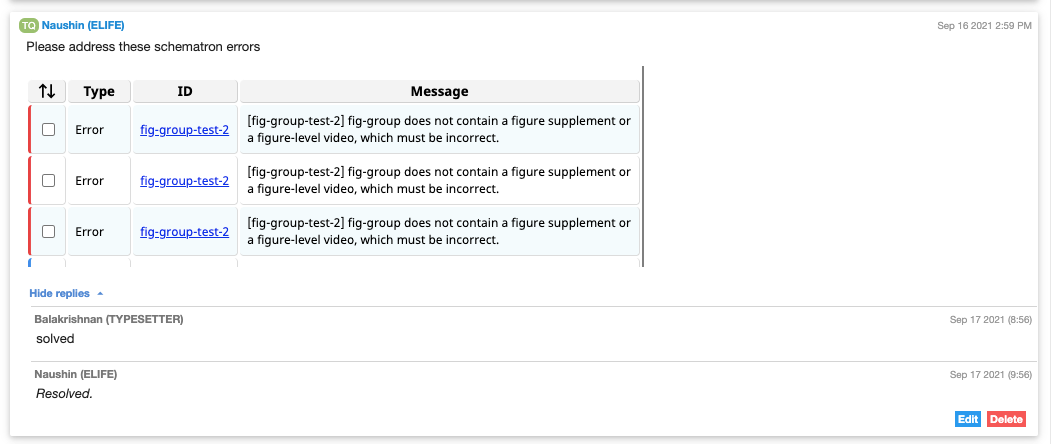 TQ Naushin (ELIFE) Sep 16 2021 2:59 PM
Please address these schematron errors
Type ID Message
Error fig-group-test-2 [fig-group-test-2] fig-group does not contain a figure supplement or
a figure-level video, which must be incorrect.
Error fig-group-test-2 [fig-group-test-2] fig-group does not contain a figure supplement or
a figure-level video, which must be incorrect.
Error fig-group-test-2 [fig-group-test-2] fig-group does not contain a figure supplement or
a figure-level video, which must be incorrect.
Hide replies
Balakrishnan (TYPESETTER) Sep 17 2021 (8:56)
solved
Naushin (ELIFE) Sep 17 2021 (9:56)
Resolved.
Edit Delete